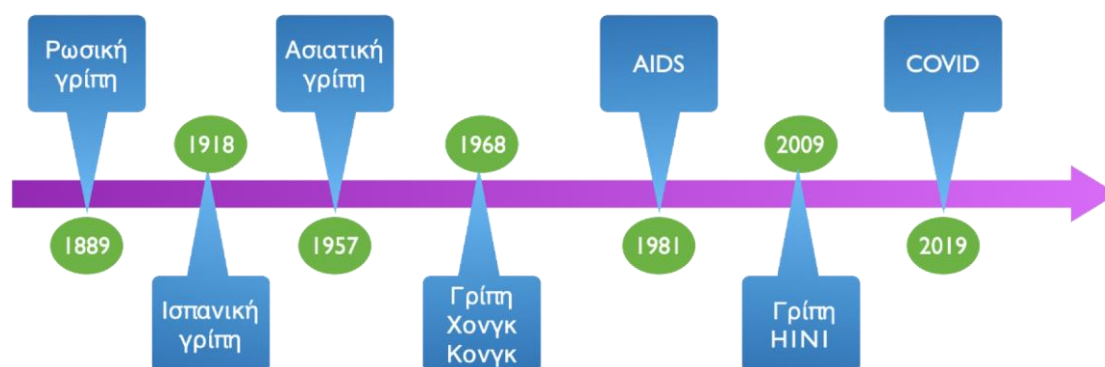 Ρωσική
γρίπη
Ασιατική
γρίπη
AIDS
COVID
1918
1968
2009
1889
1957
1981
2019
Ισπανική
γρίπη
Γρίπη
Χονγκ
Κονγκ
Γρίπη
H1N1